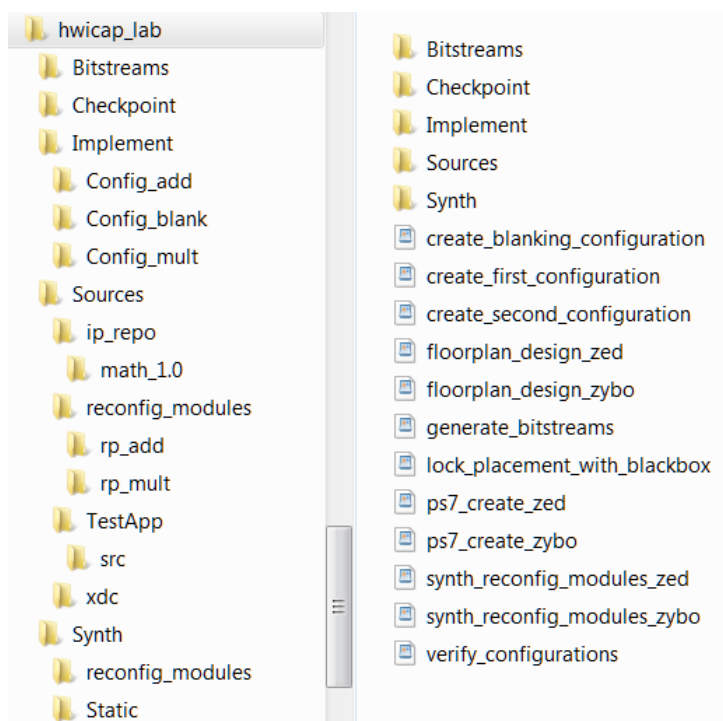 hwicap_lab
Bitstreams
Checkpoint
Implement
Config_add
Config_blank
Config_mult
Sources
ip_repo
math_1.0
reconfig_modules
rp_add
rp_mult
TestApp
src
xdc
Synth
reconfig_modules
Static
Bitstreams
Checkpoint
Implement
Sources
Synth
create_blanking_configuration
create_first_configuration
create_second_configuration
floorplan_design_zed
floorplan_design_zybo
generate_bitstreams
lock_placement_with_blackbox
ps7_create_zed
ps7_create_zybo
synth_reconfig_modules_zed
synth_reconfig_modules_zybo
verify_configurations